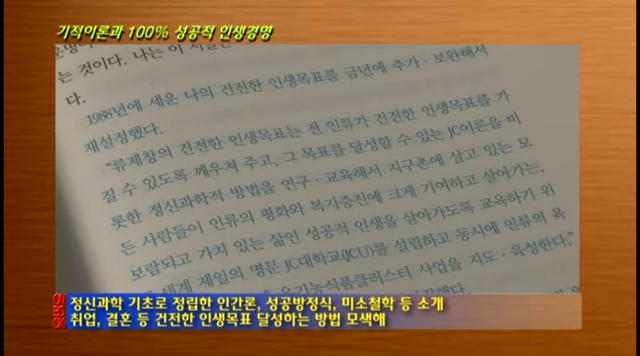 기적이론과 100% 성공적 인생경영
는 것이다. 나는 이
다.
1988년에 세운 나의 건전한 인생목표를 금년에 추가·보완해서
재설정했다.
"류제창의 건전한 인생목표는 전 인류가 건전한 인생목표를 가
질 수 있도록 깨우쳐 주고, 그 목표를 달성할 수 있는 JC이론을 비
롯한 정신과학적 방법을 연구·교육해서 지구촌에 살고 있는 모
든 사람들이 인류의 평화와 복지증진에 크게 기여하고 살아가는,
보람되고 가치 있는 삶인 성공적 인생을 살아가도록 교육하기 위
세계 제일의 명문 JC대학교(JCU)를 설립하고 동시에 인류의 육
유기농식품클러스터 사업을 지도·육성한다."
정신과학 기초로 정립한 인간론, 성공방정식, 미소철학 등 소개
취업, 결혼 등 건전한 인생목표 달성하는 방법 모색해